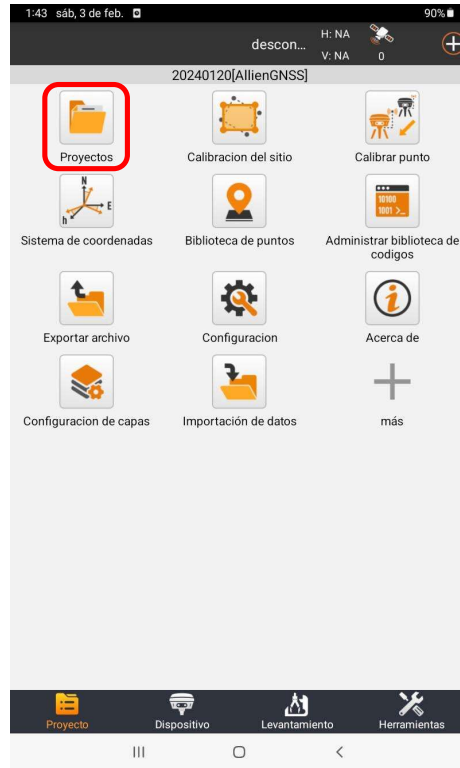 1:43 sáb, 3 de feb. 90%
descon... H: NA
V: NA 0
20240120[AllienGNSS]
Proyectos Calibracion del sitio Calibrar punto
N
E
h
10100
1001 >_
Sistema de coordenadas Biblioteca de puntos Administrar biblioteca de
codigos
Exportar archivo Configuracion Acerca de
Configuracion de capas Importación de datos más
Proyecto Dispositivo Levantamiento Herramientas